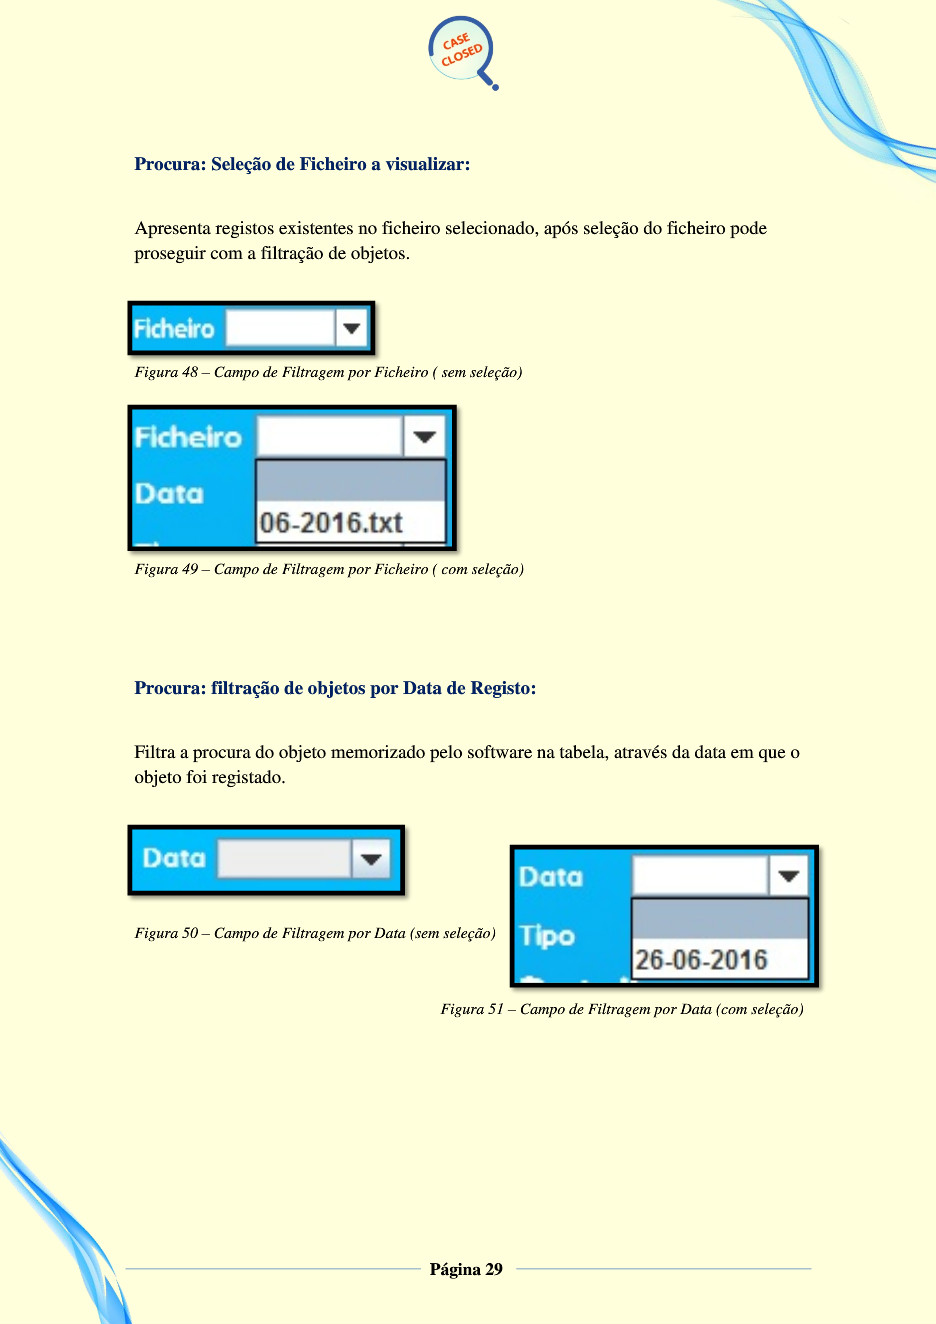 CASE
CLOSED
Procura: Seleção de Ficheiro a visualizar:
Apresenta registos existentes no ficheiro selecionado, após seleção do ficheiro pode
proseguir com a filtração de objetos.
Ficheiro
Figura 48 – Campo de Filtragem por Ficheiro ( sem seleção)
Ficheiro
Data
06-2016.txt
Figura 49 – Campo de Filtragem por Ficheiro ( com seleção)
Procura: filtração de objetos por Data de Registo:
Filtra a procura do objeto memorizado pelo software na tabela, através da data em que o
objeto foi registado.
Data
Figura 50 – Campo de Filtragem por Data (sem seleção)
Data
Tipo
26-06-2016
Figura 51 – Campo de Filtragem por Data (com seleção)
Página 29